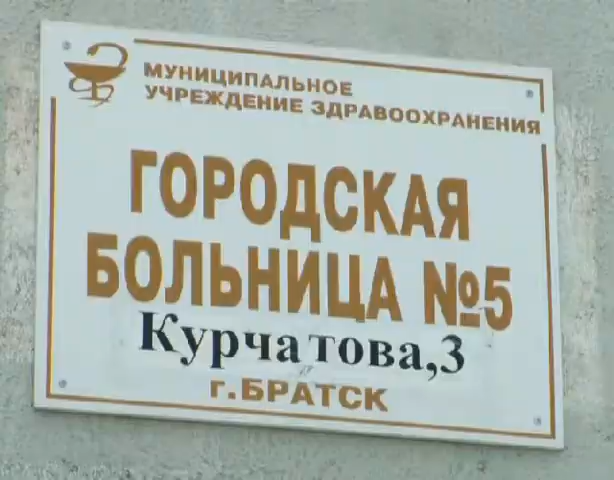 МУНИЦИПАЛЬНОЕ
УЧРЕЖДЕНИЕ ЗДРАВООХРАНЕНИЯ
ГОРОДСКАЯ
БОЛЬНИЦА №5
Курчатова,3
г.БРАТСК